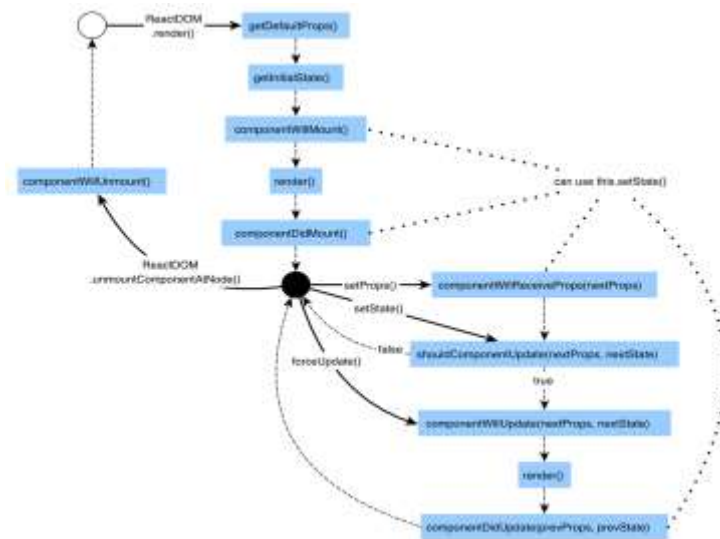 ReactDOM
.render()
getDefaultProps()
getInitialState()
componentWillMount()
componentWillUnmount()
render()
can use this.setState()
componentDidMount()
ReactDOM
.unmountComponentAtNode()
setProps()
componentWillReceiveProps(nextProps)
setState()
false
shouldComponentUpdate(nextProps, nextState)
forceUpdate()
true
componentWillUpdate(nextProps, nextState)
render()
componentDidUpdate(prevProps, prevState)